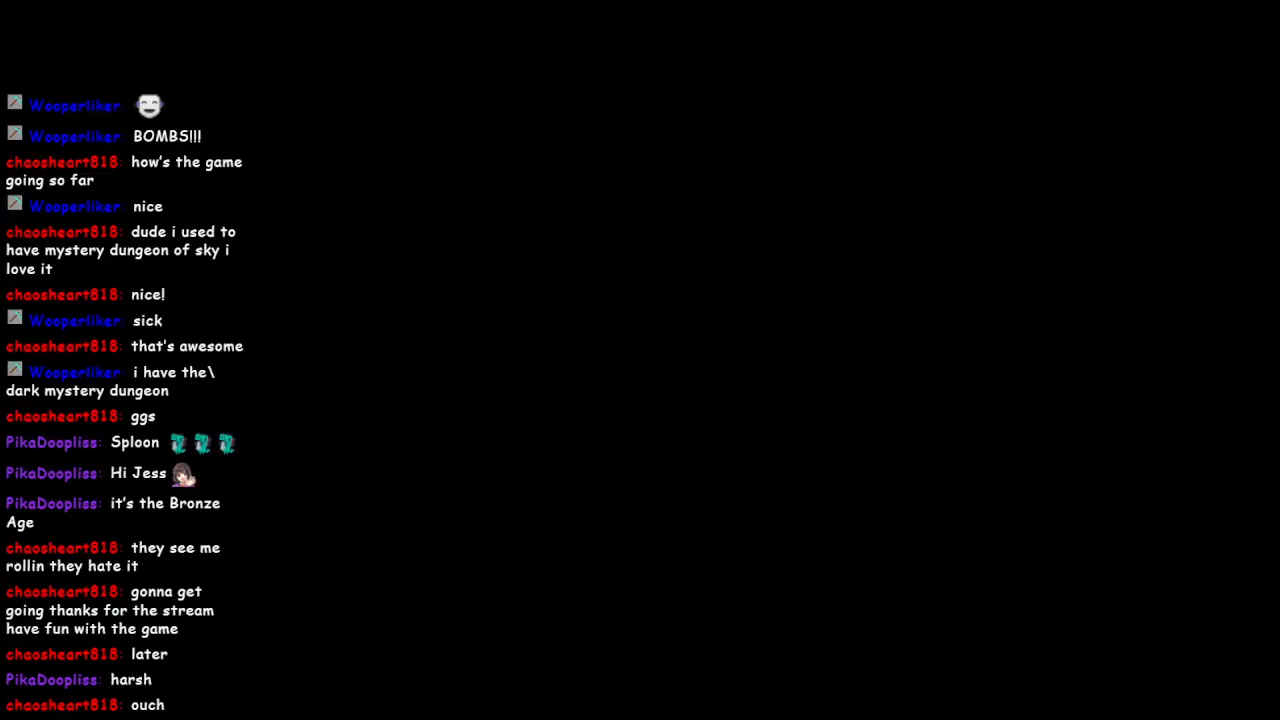 Wooperliker:
Wooperliker: BOMBS!!!
chaosheart818: how's the game
going so far
Wooperliker: nice
chaosheart818: dude i used to
have mystery dungeon of sky i
love it
chaosheart818: nice!
Wooperliker: sick
chaosheart818: that's awesome
Wooperliker: i have the\
dark mystery dungeon
chaosheart818: ggs
PikaDoopliss: Sploon
PikaDoopliss: Hi Jess
PikaDoopliss: it's the Bronze
Age
chaosheart818: they see me
rollin they hate it
chaosheart818: gonna get
going thanks for the stream
have fun with the game
chaosheart818: later
PikaDoopliss: harsh
chaosheart818: ouch